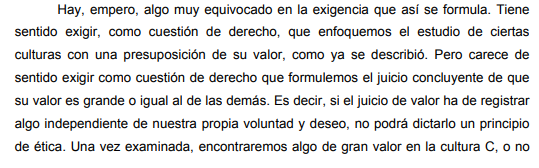 Hay, empero, algo muy equivocado en la exigencia que así se formula. Tiene
sentido exigir, como cuestión de derecho, que enfoquemos el estudio de ciertas
culturas con una presuposición de su valor, como ya se describió. Pero carece de
sentido exigir como cuestión de derecho que formulemos el juicio concluyente de que
su valor es grande o igual al de las demás. Es decir, si el juicio de valor ha de registrar
algo independiente de nuestra propia voluntad y deseo, no podrá dictarlo un principio
de ética. Una vez examinada, encontraremos algo de gran valor en la cultura C, o no